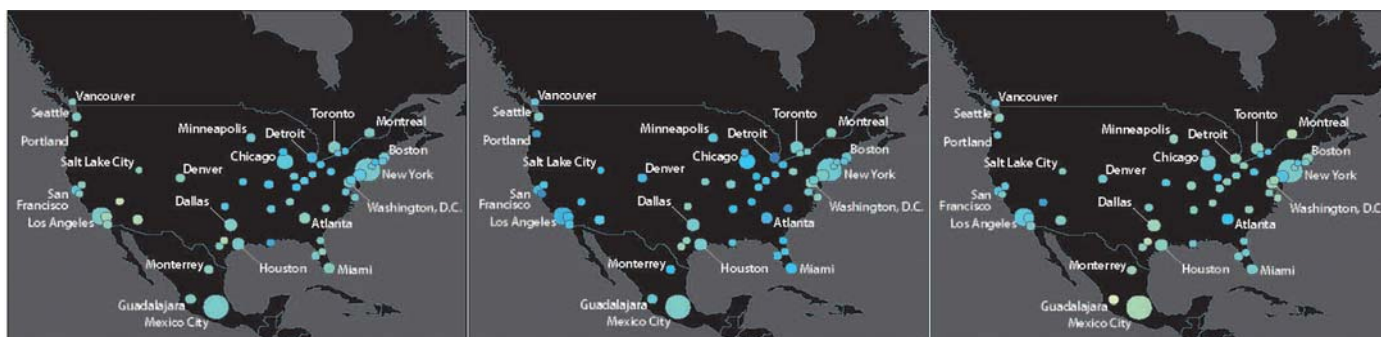 Vancouver
Seattle
Toronto
Montreal
Minneapolis
Detroit
Portland
Boston
Chicago
Salt Lake City
Denver
New York
San
Francisco
Dallas
Washington, D.C.
Los Angeles
Atlanta
Monterrey
Houston
Miami
Guadalajara
Mexico City
Vancouver
Seattle
Toronto
Montreal
Minneapolis
Detroit
Portland
Boston
Chicago
Salt Lake City
Denver
New York
San
Francisco
Dallas
Washington, D.C.
Los Angeles
Atlanta
Monterrey
Houston
Miami
Guadalajara
Mexico City
Vancouver
Seattle
Toronto
Montreal
Minneapolis
Detroit
Portland
Boston
Chicago
Salt Lake City
Denver
New York
San
Francisco
Dallas
Washington, D.C.
Los Angeles
Atlanta
Monterrey
Houston
Miami
Guadalajara
Mexico City